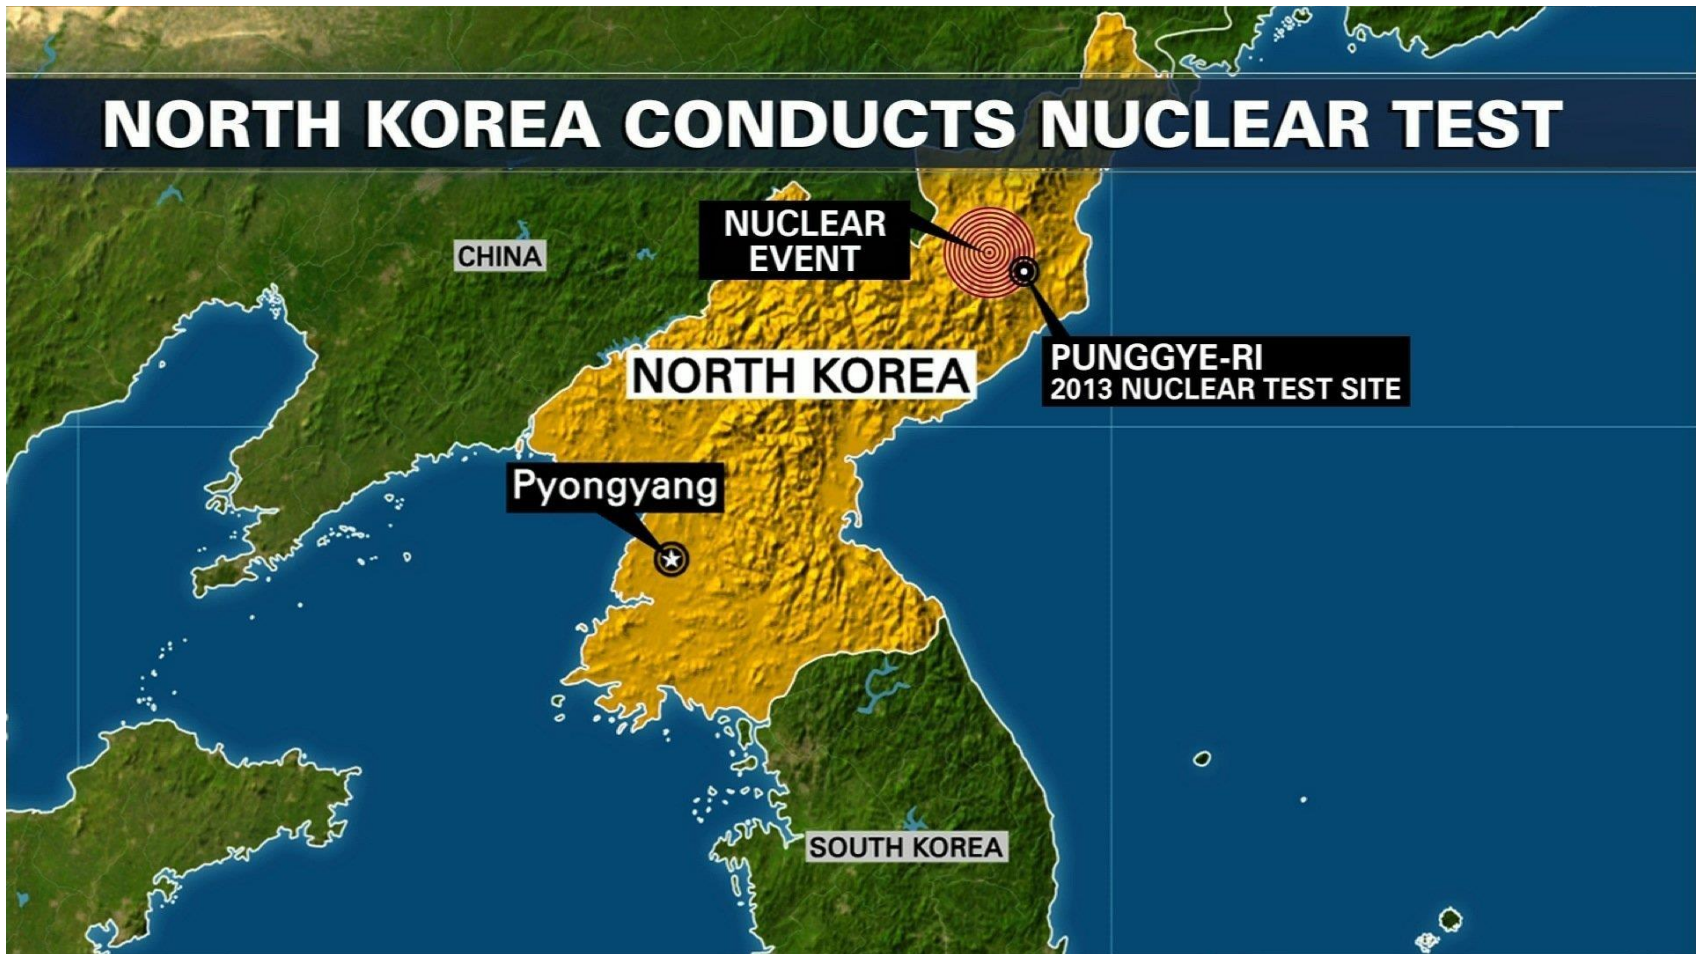 NORTH KOREA CONDUCTS NUCLEAR TEST
NUCLEAR
EVENT
CHINA
PUNGGYE-RI
2013 NUCLEAR TEST SITE
NORTH KOREA
Pyongyang
SOUTH KOREA